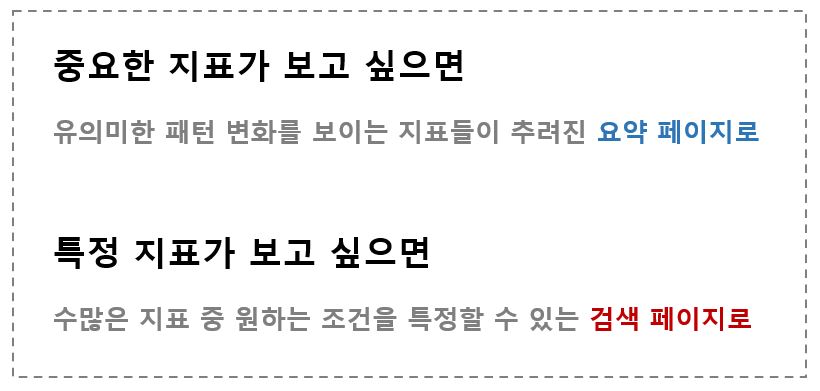 중요한 지표가 보고 싶으면
유의미한 패턴 변화를 보이는 지표들이 추려진 요약 페이지로
특정 지표가 보고 싶으면
수많은 지표 중 원하는 조건을 특정할 수 있는 검색 페이지로